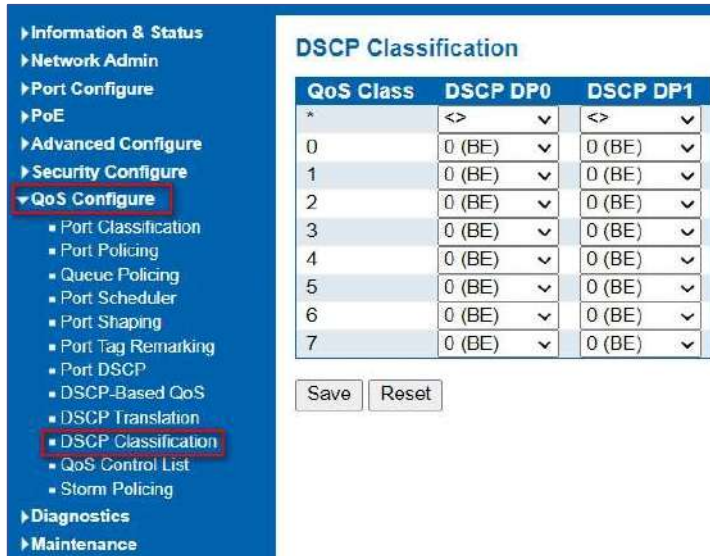 Information & Status
Network Admin
Port Configure
PoE
Advanced Configure
Security Configure
QoS Configure
Port Classification
Port Policing
Queue Policing
Port Scheduler
Port Shaping
Port Tag Remarking
Port DSCP
DSCP-Based QoS
DSCP Translation
DSCP Classification
QoS Control List
Storm Policing
Diagnostics
Maintenance
DSCP Classification
QoS Class DSCP DP0 DSCP DP1
* <> <>
0 0 (BE) 0 (BE)
1 0 (BE) 0 (BE)
2 0 (BE) 0 (BE)
3 0 (BE) 0 (BE)
4 0 (BE) 0 (BE)
5 0 (BE) 0 (BE)
6 0 (BE) 0 (BE)
7 0 (BE) 0 (BE)
Save Reset